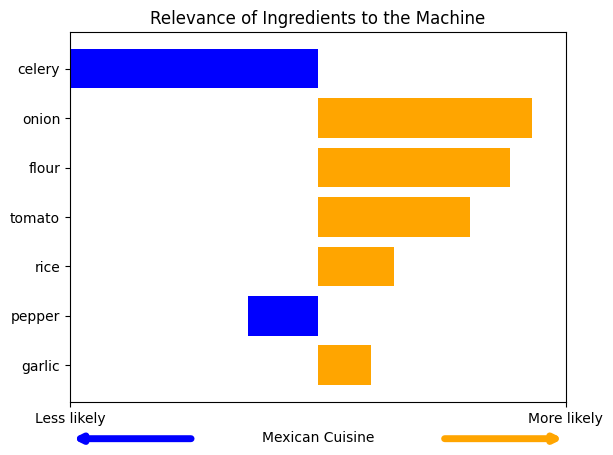 Relevance of Ingredients to the Machine
celery
onion
flour
tomato
rice
pepper
garlic
Less likely
More likely
Mexican Cuisine